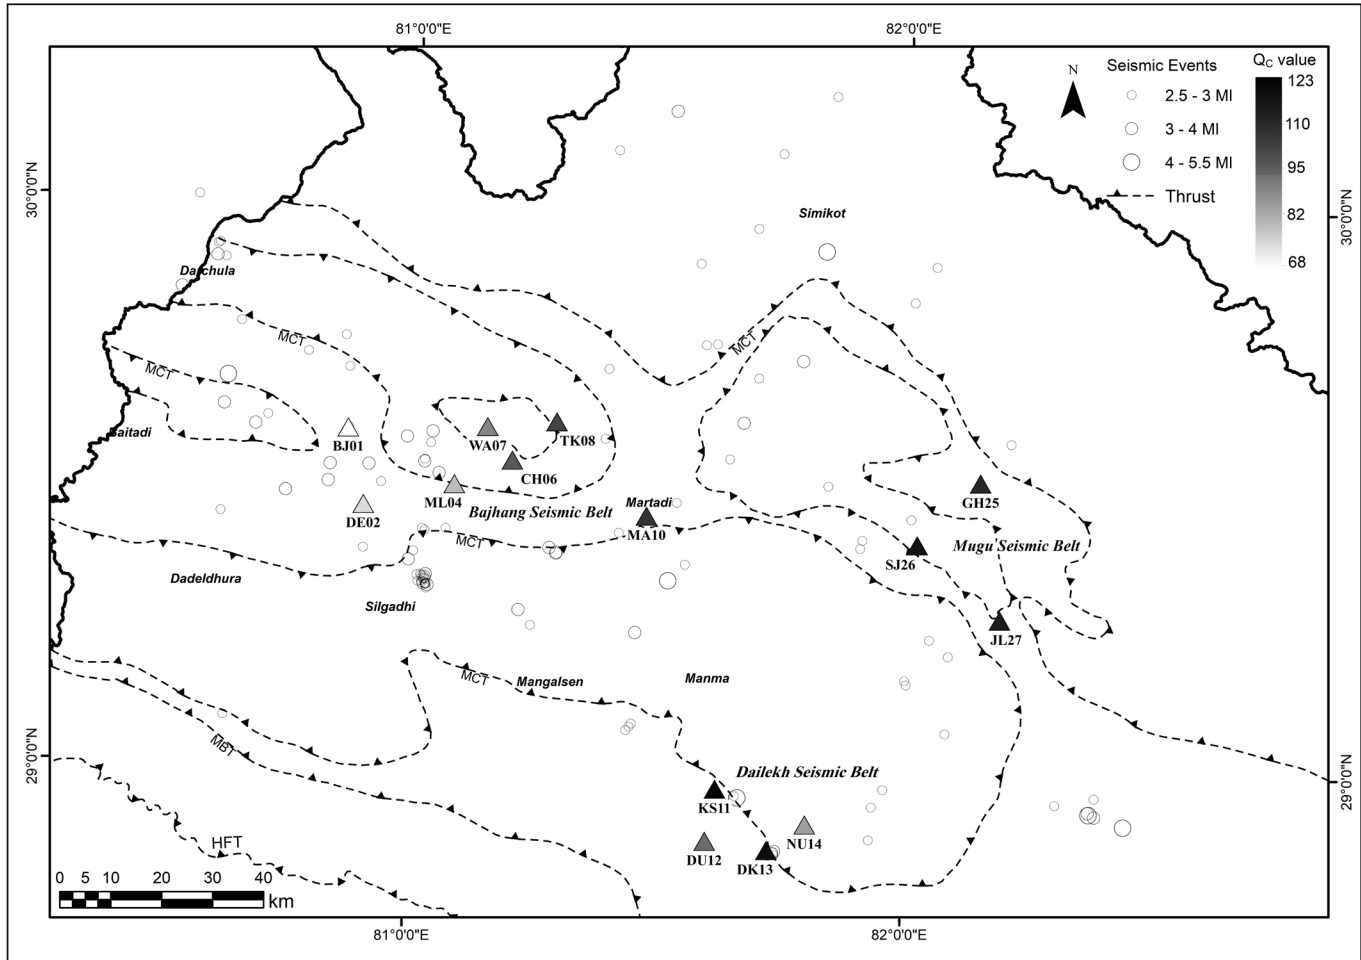 81°0'0"E
82°0'0"E
N
Seismic Events
2.5 - 3 Ml
3 - 4 Ml
4 - 5.5 Ml
Thrust
QC value
123
110
95
82
68
30°0'0"N
30°0'0"N
Simikot
Darchula
MCT
MCT
MCT
Baitadi
BJ01
WA07
TK08
CH06
ML04
DE02
Bajhang Seismic Belt
Martadi
MA10
GH25
MCT
SJ26
Mugu Seismic Belt
Dadeldhura
Silgadhi
JL27
MCT
Mangalsen
Manma
MBT
29°0'0"N
29°0'0"N
Dailekh Seismic Belt
KS11
DU12
DK13
NU14
HFT
0 5 10 20 30 40
km
81°0'0"E
82°0'0"E